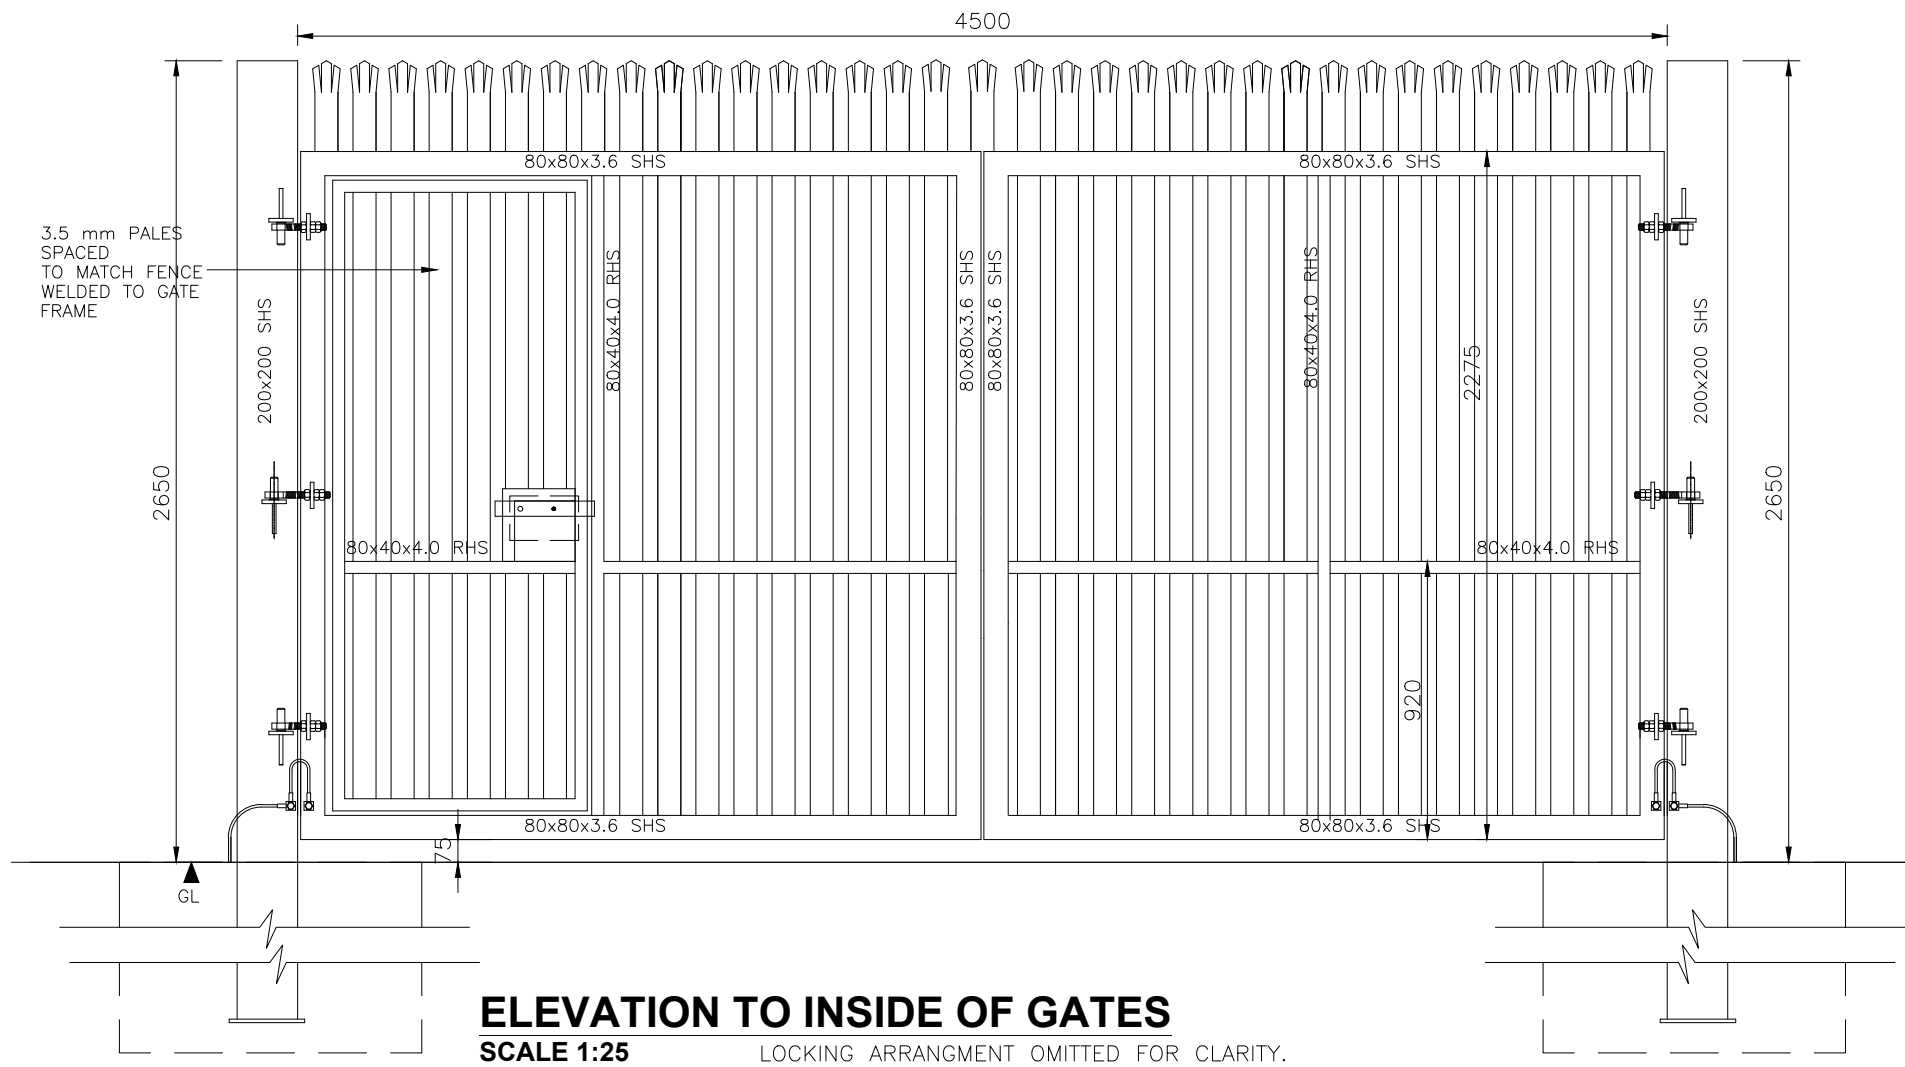 4500
80x80x3.6 SHS
80x80x3.6 SHS
3.5 mm PALES
SPACED
TO MATCH FENCE
WELDED TO GATE
FRAME
200x200 SHS
80x40x4.0 RHS
80x80x3.6 SHS
80x80x3.6 SHS
80x40x4.0 RHS
2275
200x200 SHS
2650
2650
80x40x4.0 RHS
80x40x4.0 RHS
920
80x80x3.6 SHS
80x80x3.6 SHS
75
GL
ELEVATION TO INSIDE OF GATES
SCALE 1:25
LOCKING ARRANGMENT OMITTED FOR CLARITY.